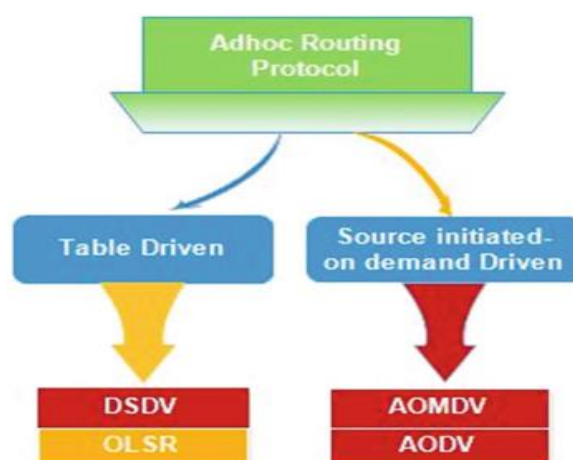 Adhoc Routing
Protocol
Table Driven
Source initiated-
on demand Driven
DSDV
OLSR
AOMDV
AODV